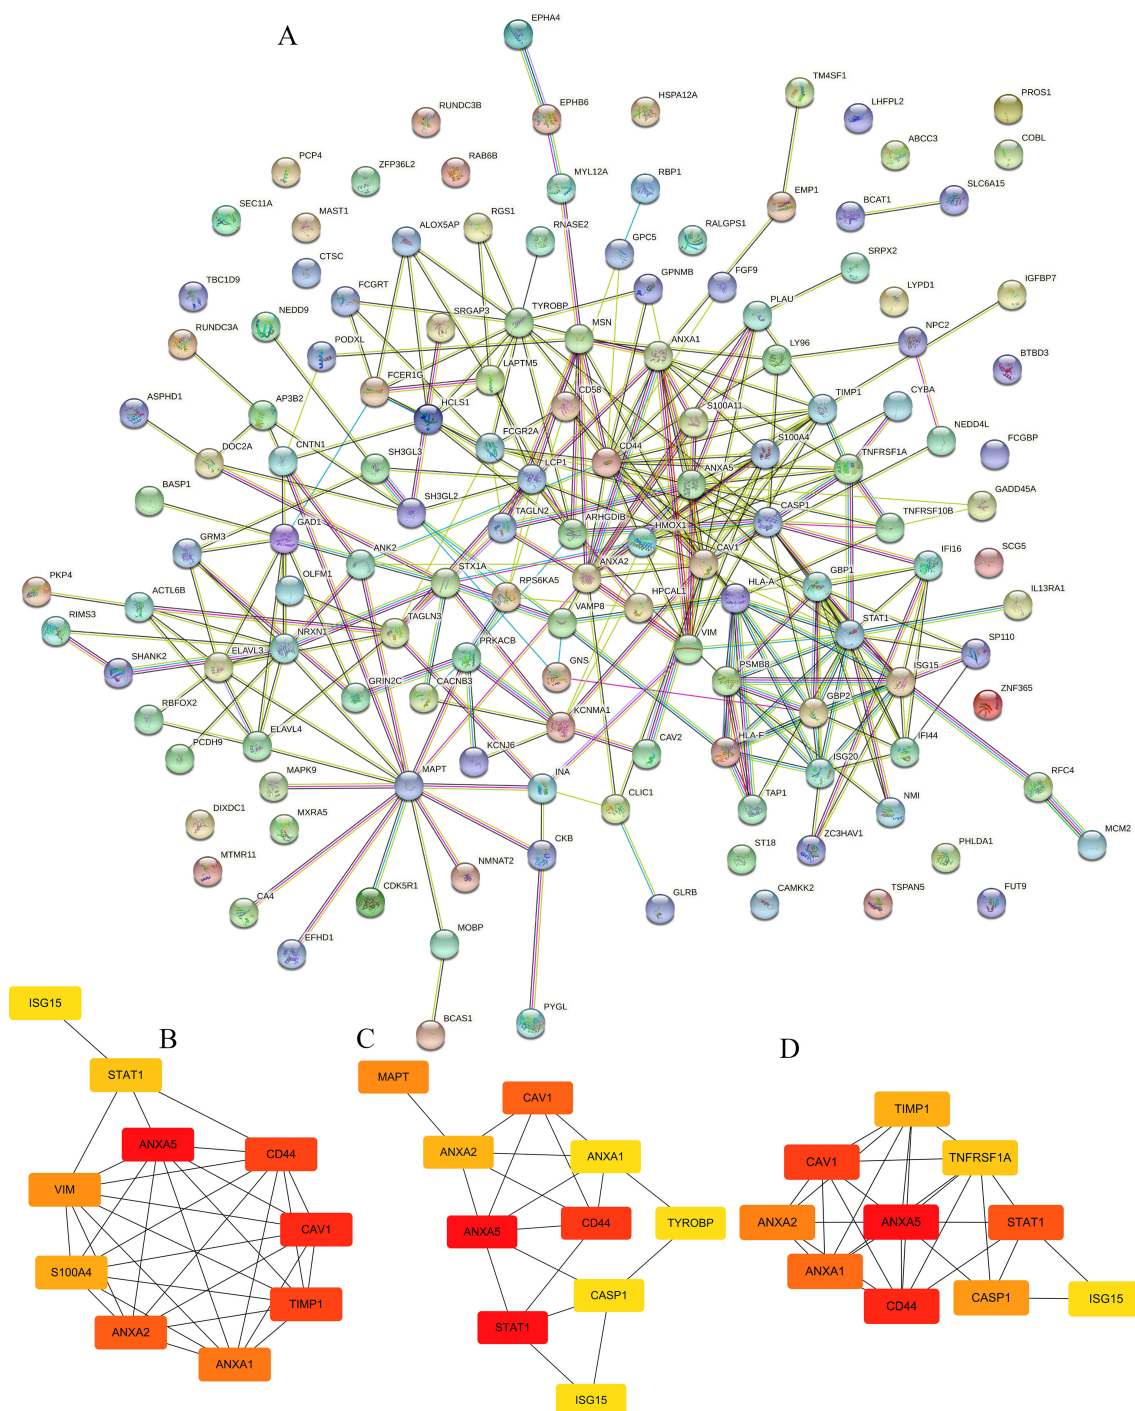 A
EPHA4
TM4SF1
HSPA12A
LHFPL2
PROS1
RUNDC3B
EPHB6
ABCC3
COBL
PCP4
ZFP36L2
RAB6B
MYL12A
RBP1
EMP1
BCAT1
SLC6A15
SEC11A
MAST1
ALOX5AP
RGS1
RNASE2
GPC5
RALGPS1
SRPX2
CTSC
TBC1D9
FCGRT
GPNMB
FGF9
LYPD1
IGFBP7
NEDD9
SRGAP3
TYROBP
PLAU
RUNDC3A
PODXL
MSN
ANXA1
LY96
NPC2
BTBD3
FCER1G
LAPTM5
CD58
TIMP1
CYBA
ASPHD1
AP3B2
HCLS1
S100A11
NEDD4L
DOC2A
CNTN1
FCGR2A
CD44
S100A4
FCGBP
SH3GL3
LCP1
ANXA5
TNFRSF1A
BASP1
SH3GL2
TAGLN2
ARHGDIB
HMOX1
CASP1
TNFRSF10B
GADD45A
GAD1
GRM3
ANK2
CAV1
IFI16
SCG5
PKP4
ACTL6B
OLFM1
STX1A
RPS6KA5
ANXA2
HPCAL1
HLA-A
GBP1
IL13RA1
RIMS3
NRXN1
TAGLN3
VAMP8
VIM
STAT1
SP110
SHANK2
ELAVL3
PRKACB
GNS
PSMB8
ISG15
GRIN2C
CACNB3
GBP2
ZNF365
RBFOX2
PCDH9
ELAVL4
KCNMA1
KCNJ6
CAV2
HLA-F
ISG20
IFI44
MAPK9
MAPT
INA
CLIC1
TAP1
NMI
RFC4
DIXDC1
MXRA5
MCM2
MTMR11
NMNAT2
CKB
ST18
ZC3HAV1
PHLDA1
CA4
CDK5R1
GLRB
CAMKK2
TSPAN5
FUT9
EFHD1
MOBP
BCAS1
PYGL
B
ISG15
STAT1
ANXA5
CD44
VIM
CAV1
S100A4
TIMP1
ANXA2
ANXA1
C
MAPT
CAV1
ANXA2
ANXA1
ANXA5
CD44
TYROBP
CASP1
STAT1
ISG15
D
TIMP1
CAV1
TNFRSF1A
ANXA2
ANXA5
STAT1
ANXA1
CD44
CASP1
ISG15